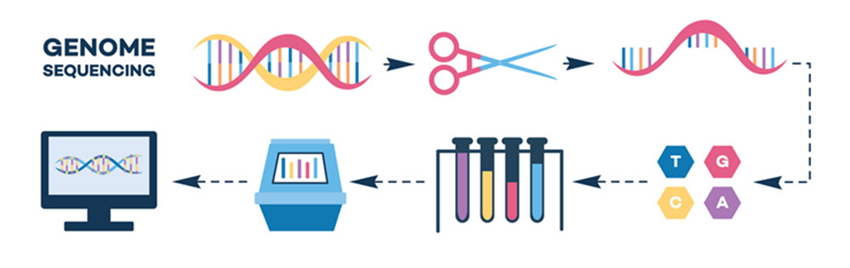 GENOME
SEQUENCING
T G
C A